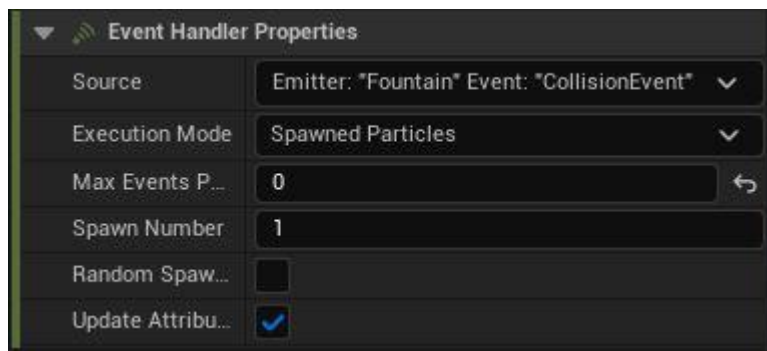 Event Handler Properties
Source Emitter: "Fountain" Event: "CollisionEvent"
Execution Mode Spawned Particles
Max Events P... 0
Spawn Number 1
Random Spaw...
Update Attribu...